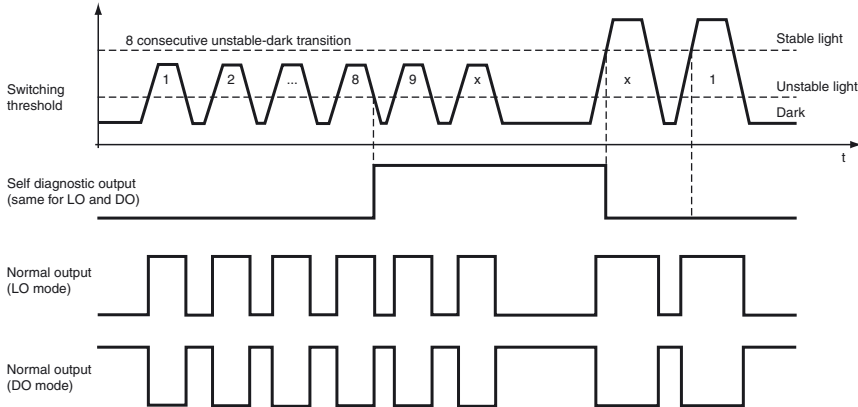 8 consecutive unstable-dark transition
Stable light
Switching
threshold
1 2 ... 8 9 x x 1
Unstable light
Dark
t
Self diagnostic output
(same for LO and DO)
Normal output
(LO mode)
Normal output
(DO mode)